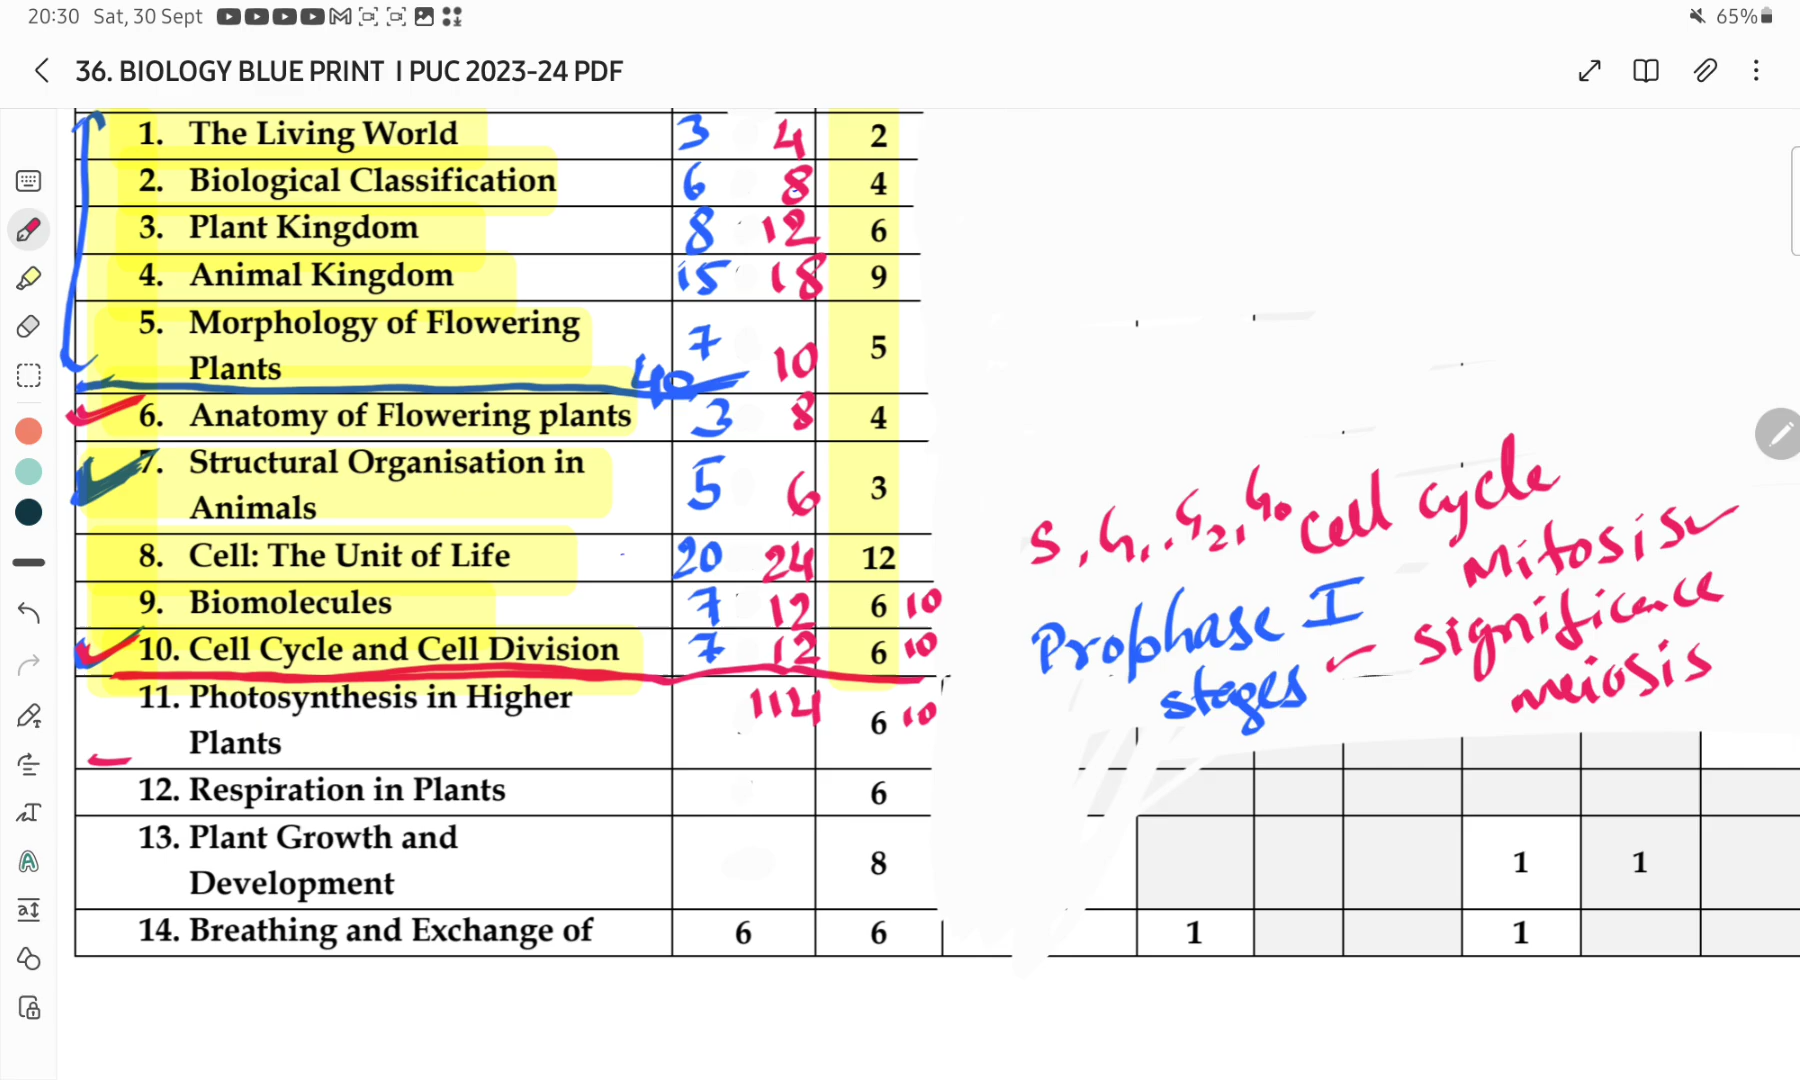 20:30 Sat, 30 Sept
65%
36. BIOLOGY BLUE PRINT I PUC 2023-24 PDF
1. The Living World 3 4 2
2. Biological Classification 6 8 4
3. Plant Kingdom 8 12 6
4. Animal Kingdom 15 18 9
5. Morphology of Flowering
Plants 7 10 5
40
6. Anatomy of Flowering plants 3 8 4
7. Structural Organisation in
Animals 5 6 3
8. Cell: The Unit of Life 20 24 12
9. Biomolecules 7 12 6 10
10. Cell Cycle and Cell Division 7 12 6 10
11. Photosynthesis in Higher
Plants 114 6 10
12. Respiration in Plants 6
13. Plant Growth and
Development 8 1 1
14. Breathing and Exchange of 6 6 1 1
S, G1, G2, G0 cell cycle
Mitosis
Prophase I
stages
significance
meiosis